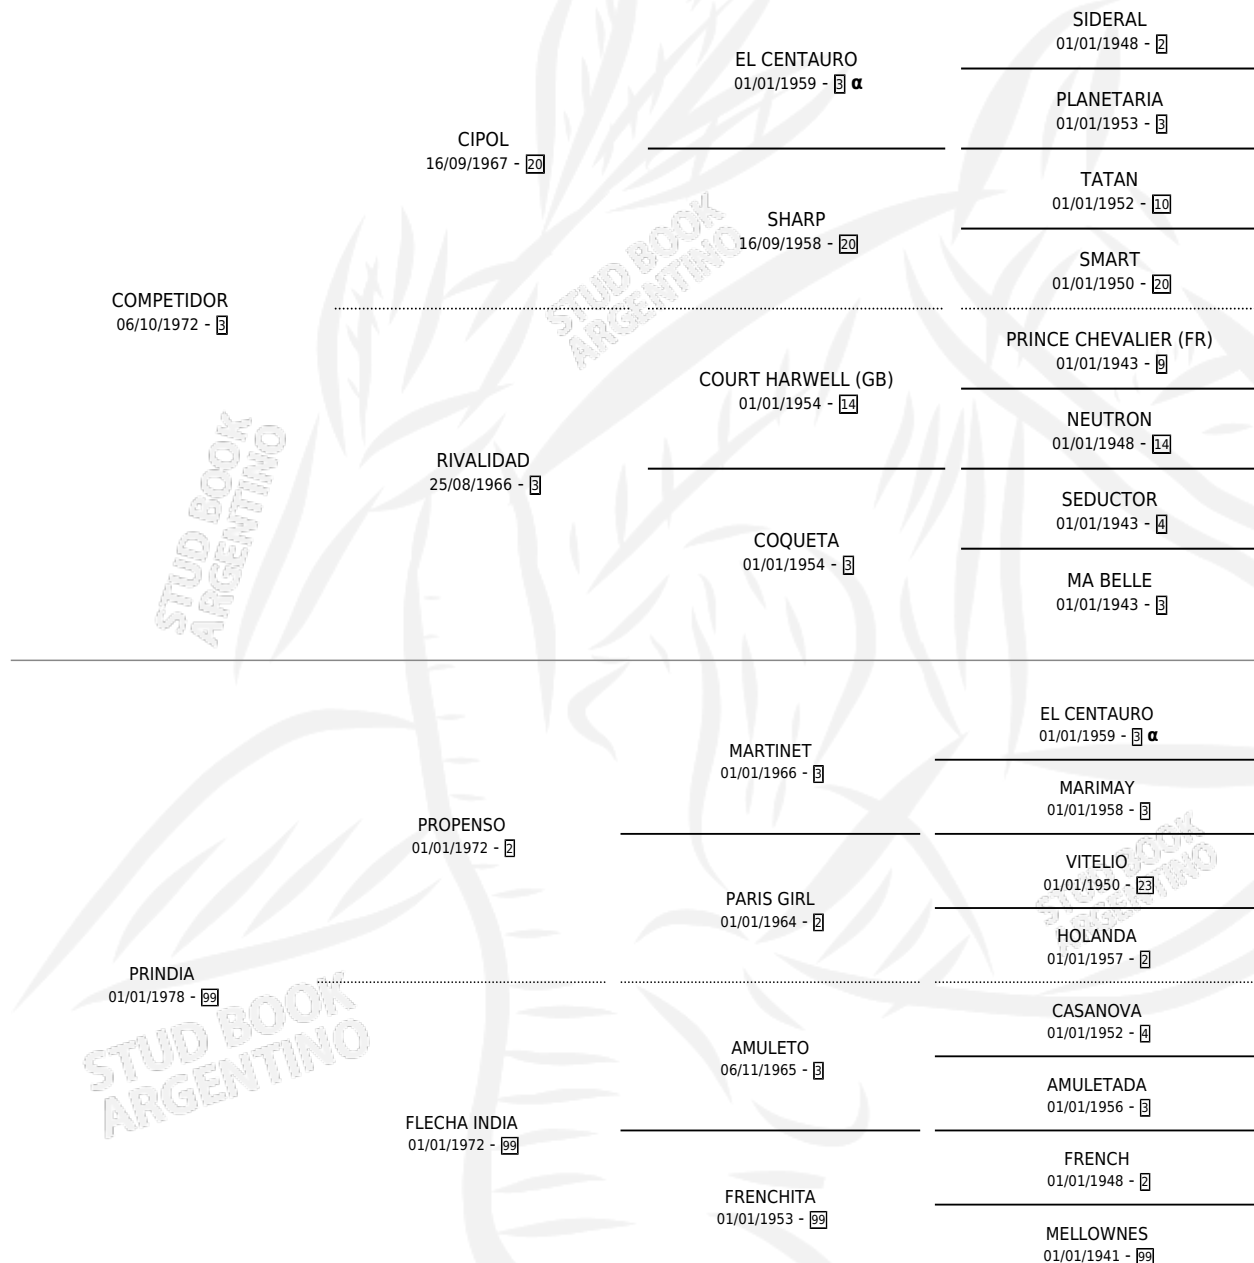 SIDERAL
01/01/1948 - 2
EL CENTAURO
01/01/1959 - 3 α
PLANETARIA
01/01/1953 - 3
CIPOL
16/09/1967 - 20
TATAN
01/01/1952 - 10
SHARP
16/09/1958 - 20
SMART
01/01/1950 - 20
COMPETIDOR
06/10/1972 - 3
PRINCE CHEVALIER (FR)
01/01/1943 - 9
COURT HARWELL (GB)
01/01/1954 - 14
NEUTRON
01/01/1948 - 14
RIVALIDAD
25/08/1966 - 3
SEDUCTOR
01/01/1943 - 4
COQUETA
01/01/1954 - 3
MA BELLE
01/01/1943 - 3
STUD BOOK
ARGENTINO
STUD BOOK
ARGENTINO
EL CENTAURO
01/01/1959 - 3 α
MARTINET
01/01/1966 - 3
MARIMAY
01/01/1958 - 3
PROPENSO
01/01/1972 - 2
VITELIO
01/01/1950 - 23
PARIS GIRL
01/01/1964 - 2
HOLANDA
01/01/1957 - 2
PRINDIA
01/01/1978 - 99
CASANOVA
01/01/1952 - 4
AMULETO
06/11/1965 - 3
AMULETADA
01/01/1956 - 3
FLECHA INDIA
01/01/1972 - 99
FRENCH
01/01/1948 - 2
FRENCHITA
01/01/1953 - 99
MELLOWNES
01/01/1941 - 99
STUD BOOK
ARGENTINO
STUD BOOK
ARGENTINO